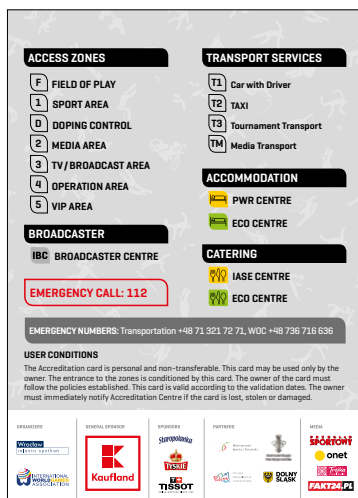 ACCESS ZONES
F FIELD OF PLAY
1 SPORT AREA
D DOPING CONTROL
2 MEDIA AREA
3 TV/BROADCAST AREA
4 OPERATION AREA
5 VIP AREA
BROADCASTER
IBC BROADCASTER CENTRE
EMERGENCY CALL: 112
TRANSPORT SERVICES
T1 Car with Driver
T2 TAXI
T3 Tournament Transport
TM Media Transport
ACCOMMODATION
PWR CENTRE
ECO CENTRE
CATERING
IASE CENTRE
ECO CENTRE
EMERGENCY NUMBERS: Transportation +48 71 321 72 71, WOC +48 736 716 636
USER CONDITIONS
The Accreditation card is personal and non-transferable. This card may be used only by the
owner. The entrance to the zones is conditioned by this card. The owner of the card must
follow the policies established. This card is valid according to the validation dates. The owner
must immediately notify Accreditation Centre if the card is lost, stolen or damaged.
ORGANIZERS
Wrocław
miasto spotkań
INTERNATIONAL
WORLD GAMES
ASSOCIATION
GENERAL SPONSOR
Kaufland
SPONSORS
Staropolanka
TYSKIE
TISSOT
PARTNERS
DOLNY
ŚLĄSK
MEDIA
SPORTOWY
onet
Trójka
FAKT24.PL